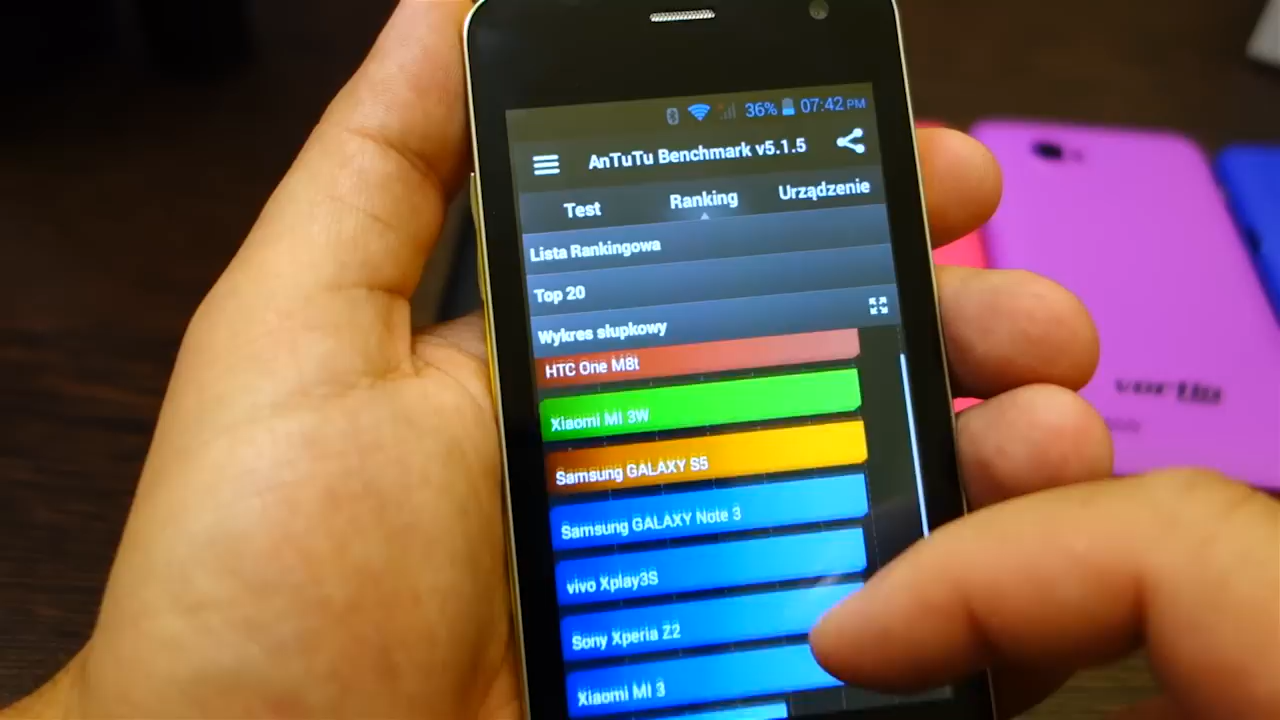 36% 07:42 PM
AnTuTu Benchmark v5.1.5
Test Ranking Urządzenie
Lista Rankingowa
Top 20
Wykres słupkowy
HTC One M8t
Xiaomi MI 3W
Samsung GALAXY S5
Samsung GALAXY Note 3
vivo Xplay3S
Sony Xperia Z2
Xiaomi MI 3